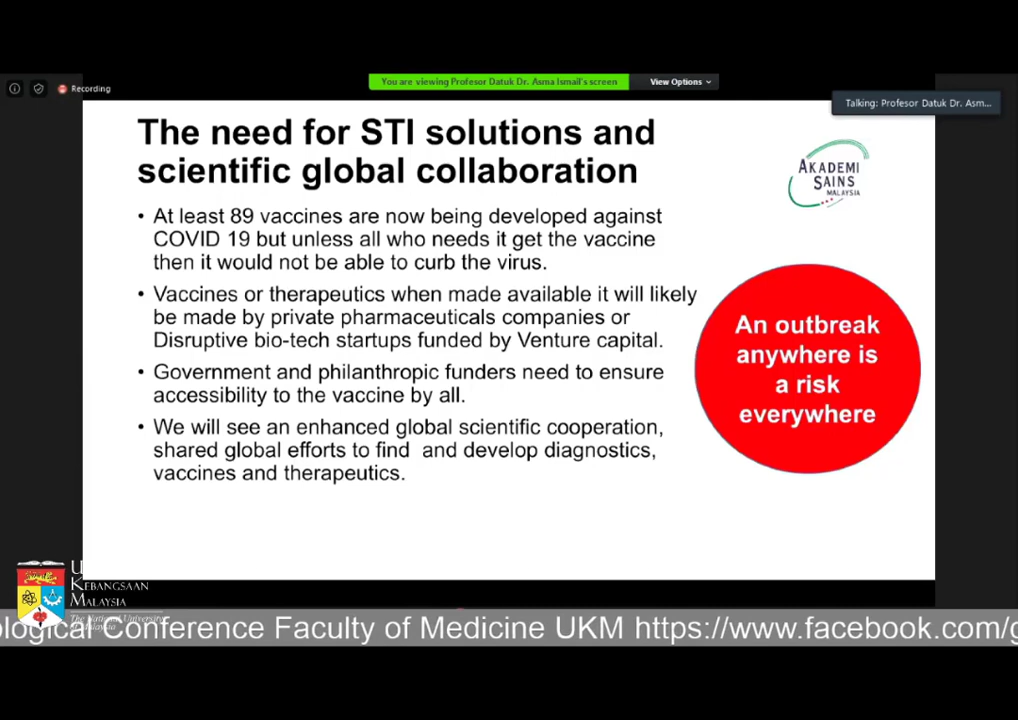 Recording
You are viewing Profesor Datuk Dr. Asma Ismail's screen
View Options
Talking: Profesor Datuk Dr. Asm...
The need for STI solutions and
scientific global collaboration
AKADEMI
SAINS
MALAYSIA
• At least 89 vaccines are now being developed against
COVID 19 but unless all who needs it get the vaccine
then it would not be able to curb the virus.
• Vaccines or therapeutics when made available it will likely
be made by private pharmaceuticals companies or
Disruptive bio-tech startups funded by Venture capital.
• Government and philanthropic funders need to ensure
accessibility to the vaccine by all.
• We will see an enhanced global scientific cooperation,
shared global efforts to find and develop diagnostics,
vaccines and therapeutics.
An outbreak
anywhere is
a risk
everywhere
U
KEBANGSAAN
MALAYSIA
The National University
ological Conference Faculty of Medicine UKM https://www.facebook.com/g